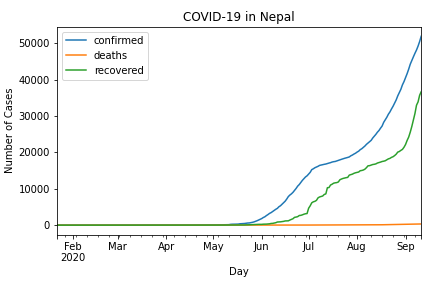 COVID-19 in Nepal
confirmed
deaths
recovered
Number of Cases
50000
40000
30000
20000
10000
0
Feb Mar Apr May Jun Jul Aug Sep
2020
Day